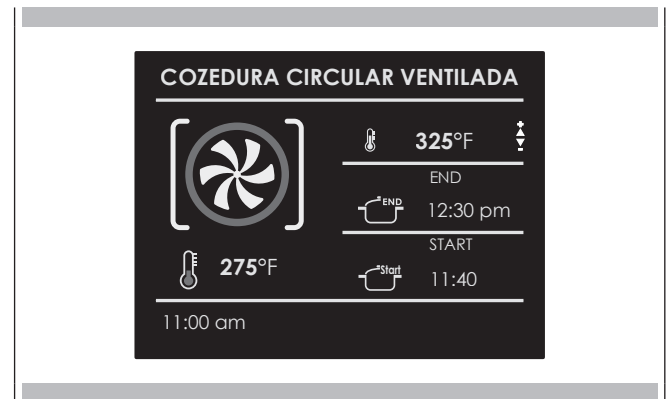 COZEDURA CIRCULAR VENTILADA
325°F
END
END
12:30 pm
START
Start
11:40
275°F
11:00 am